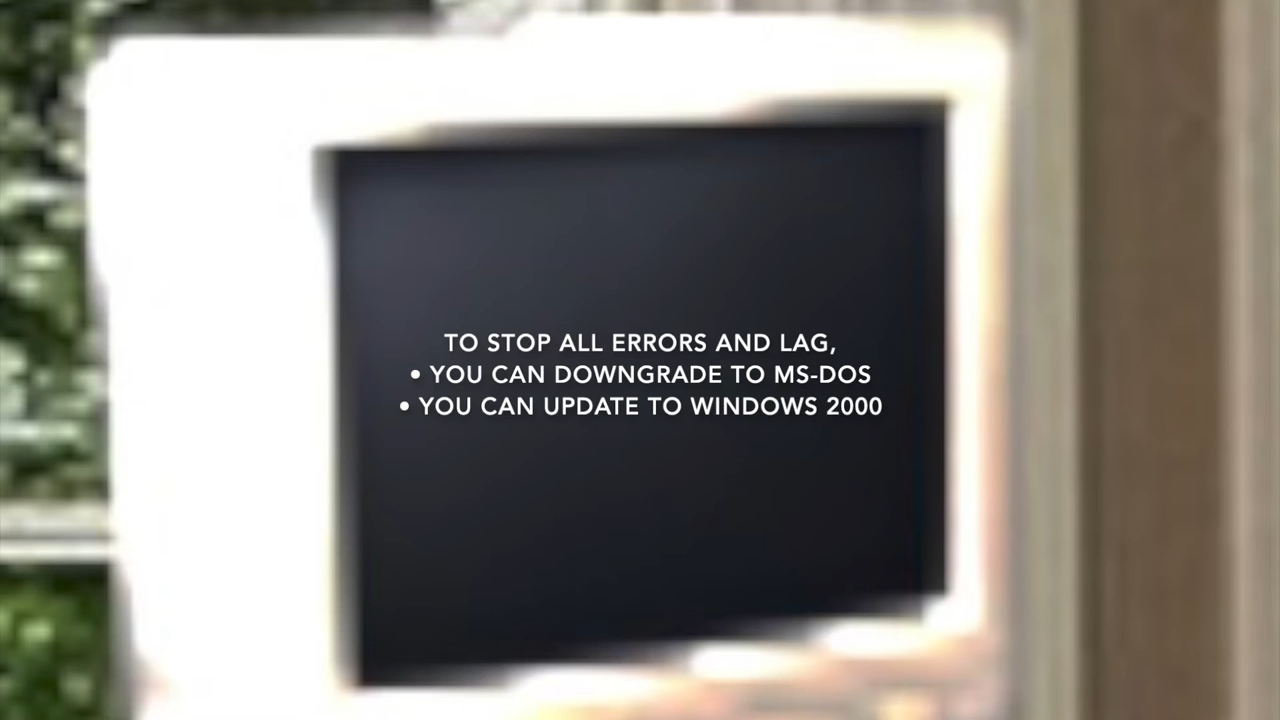 TO STOP ALL ERRORS AND LAG,
• YOU CAN DOWNGRADE TO MS-DOS
• YOU CAN UPDATE TO WINDOWS 2000